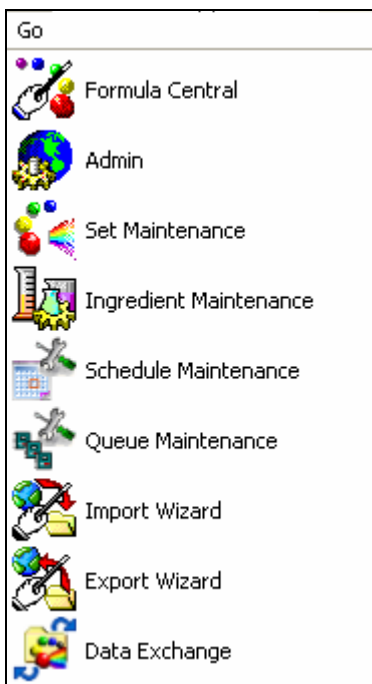 Go
Formula Central
Admin
Set Maintenance
Ingredient Maintenance
Schedule Maintenance
Queue Maintenance
Import Wizard
Export Wizard
Data Exchange